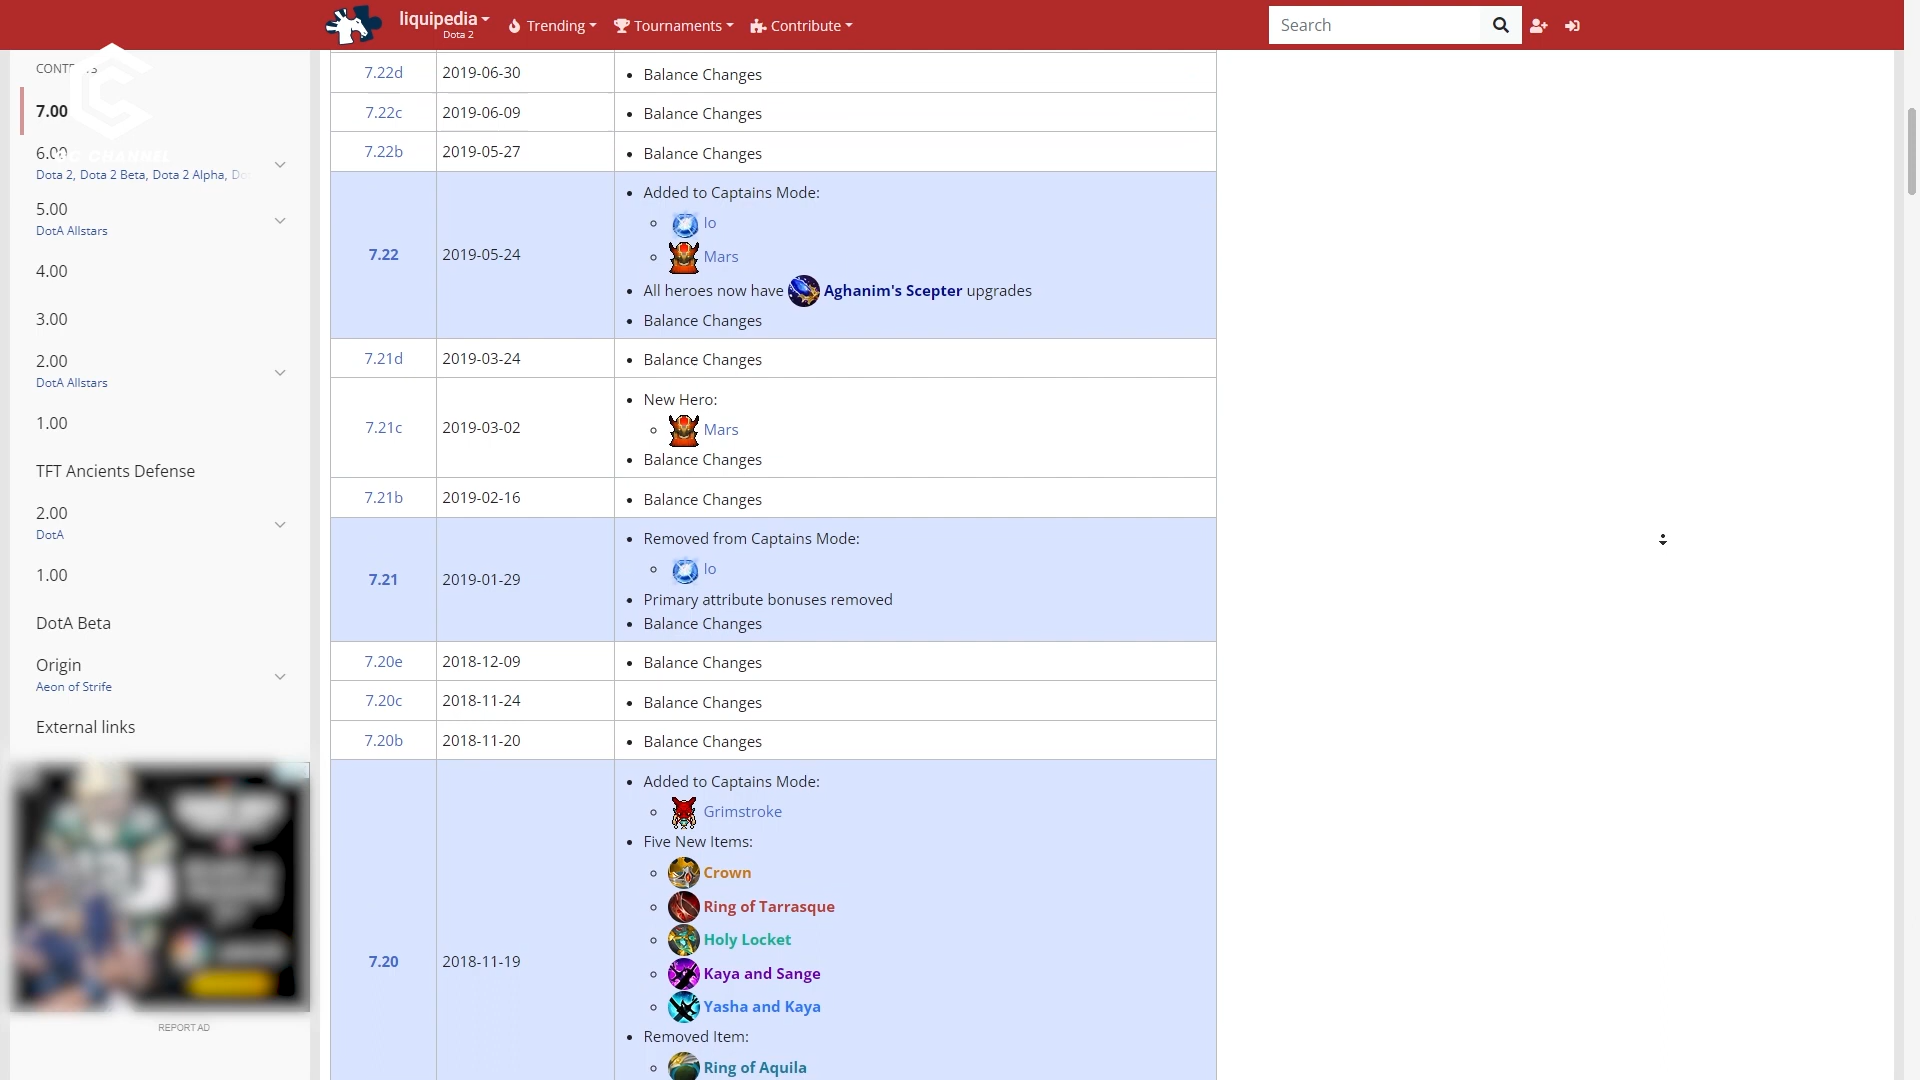 liquipedia
Dota 2
Trending
Tournaments
Contribute
Search
CONTENTS
7.00
6.00
Dota 2, Dota 2 Beta, Dota 2 Alpha, Do
5.00
DotA Allstars
4.00
3.00
2.00
DotA Allstars
1.00
TFT Ancients Defense
2.00
DotA
1.00
DotA Beta
Origin
Aeon of Strife
External links
REPORT AD
GC CHANNEL
7.22d 2019-06-30 • Balance Changes
7.22c 2019-06-09 • Balance Changes
7.22b 2019-05-27 • Balance Changes
7.22 2019-05-24 • Added to Captains Mode:
Io
Mars
• All heroes now have Aghanim's Scepter upgrades
• Balance Changes
7.21d 2019-03-24 • Balance Changes
7.21c 2019-03-02 • New Hero:
Mars
• Balance Changes
7.21b 2019-02-16 • Balance Changes
7.21 2019-01-29 • Removed from Captains Mode:
Io
• Primary attribute bonuses removed
• Balance Changes
7.20e 2018-12-09 • Balance Changes
7.20c 2018-11-24 • Balance Changes
7.20b 2018-11-20 • Balance Changes
7.20 2018-11-19 • Added to Captains Mode:
Grimstroke
• Five New Items:
Crown
Ring of Tarrasque
Holy Locket
Kaya and Sange
Yasha and Kaya
• Removed Item:
Ring of Aquila